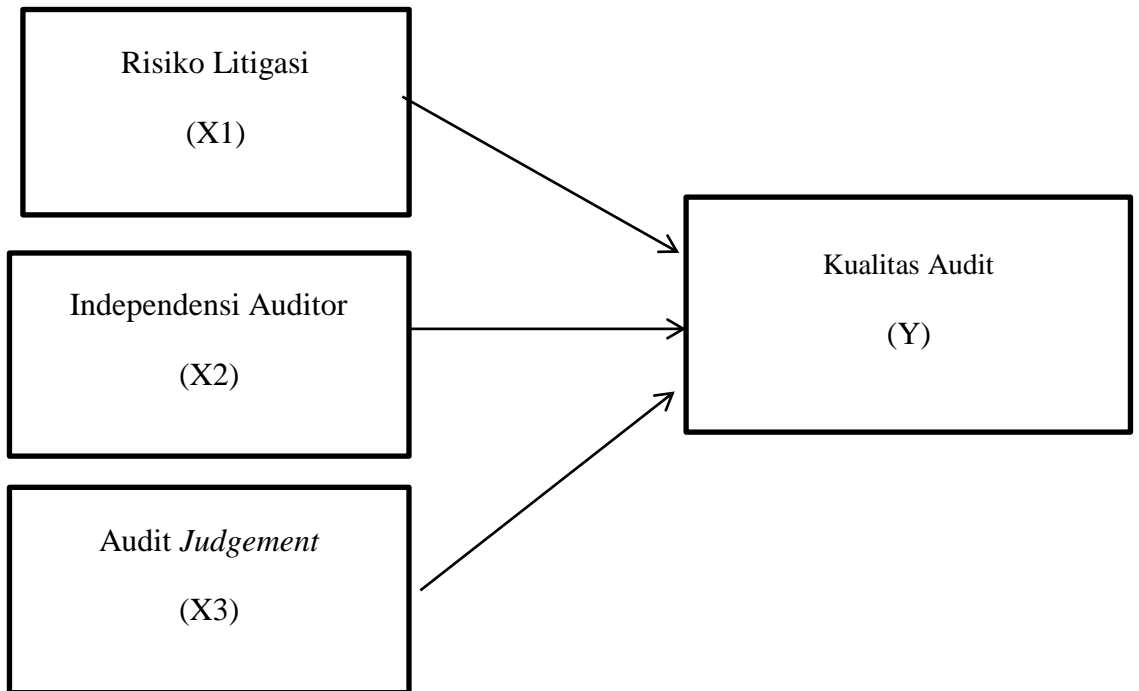 Risiko Litigasi
(X1)
Independensi Auditor
(X2)
Audit Judgement
(X3)
Kualitas Audit
(Y)